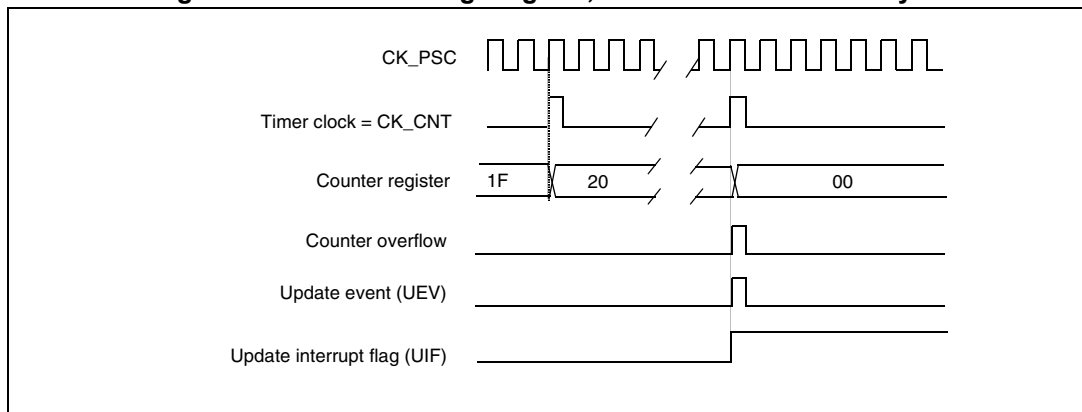 CK_PSC
Timer clock = CK_CNT
Counter register 1F 20 00
Counter overflow
Update event (UEV)
Update interrupt flag (UIF)